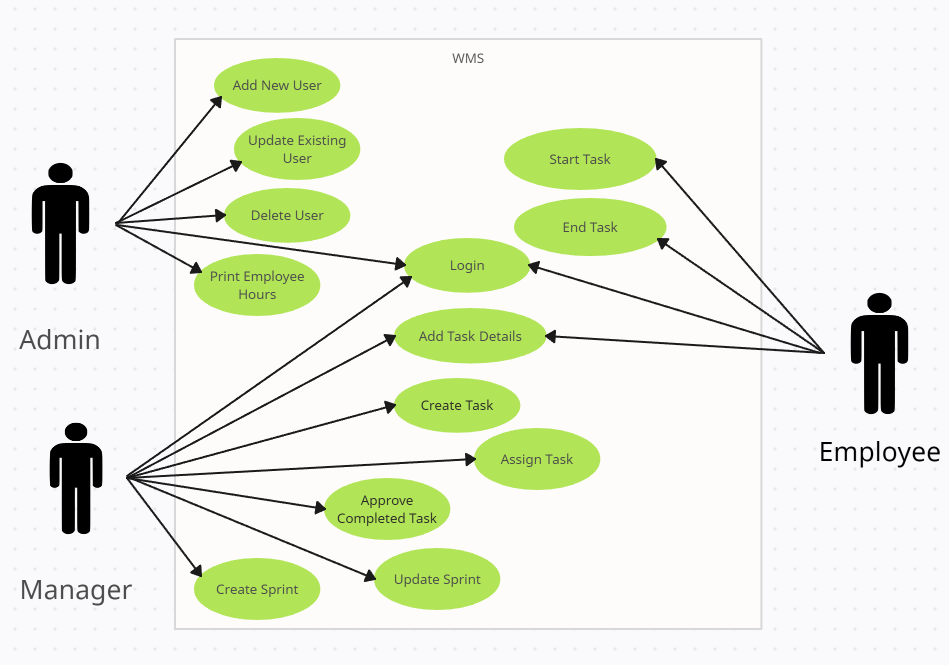 WMS
Add New User
Update Existing
User
Start Task
Delete User
End Task
Login
Print Employee
Hours
Admin
Add Task Details
Create Task
Employee
Assign Task
Approve
Completed Task
Update Sprint
Create Sprint
Manager